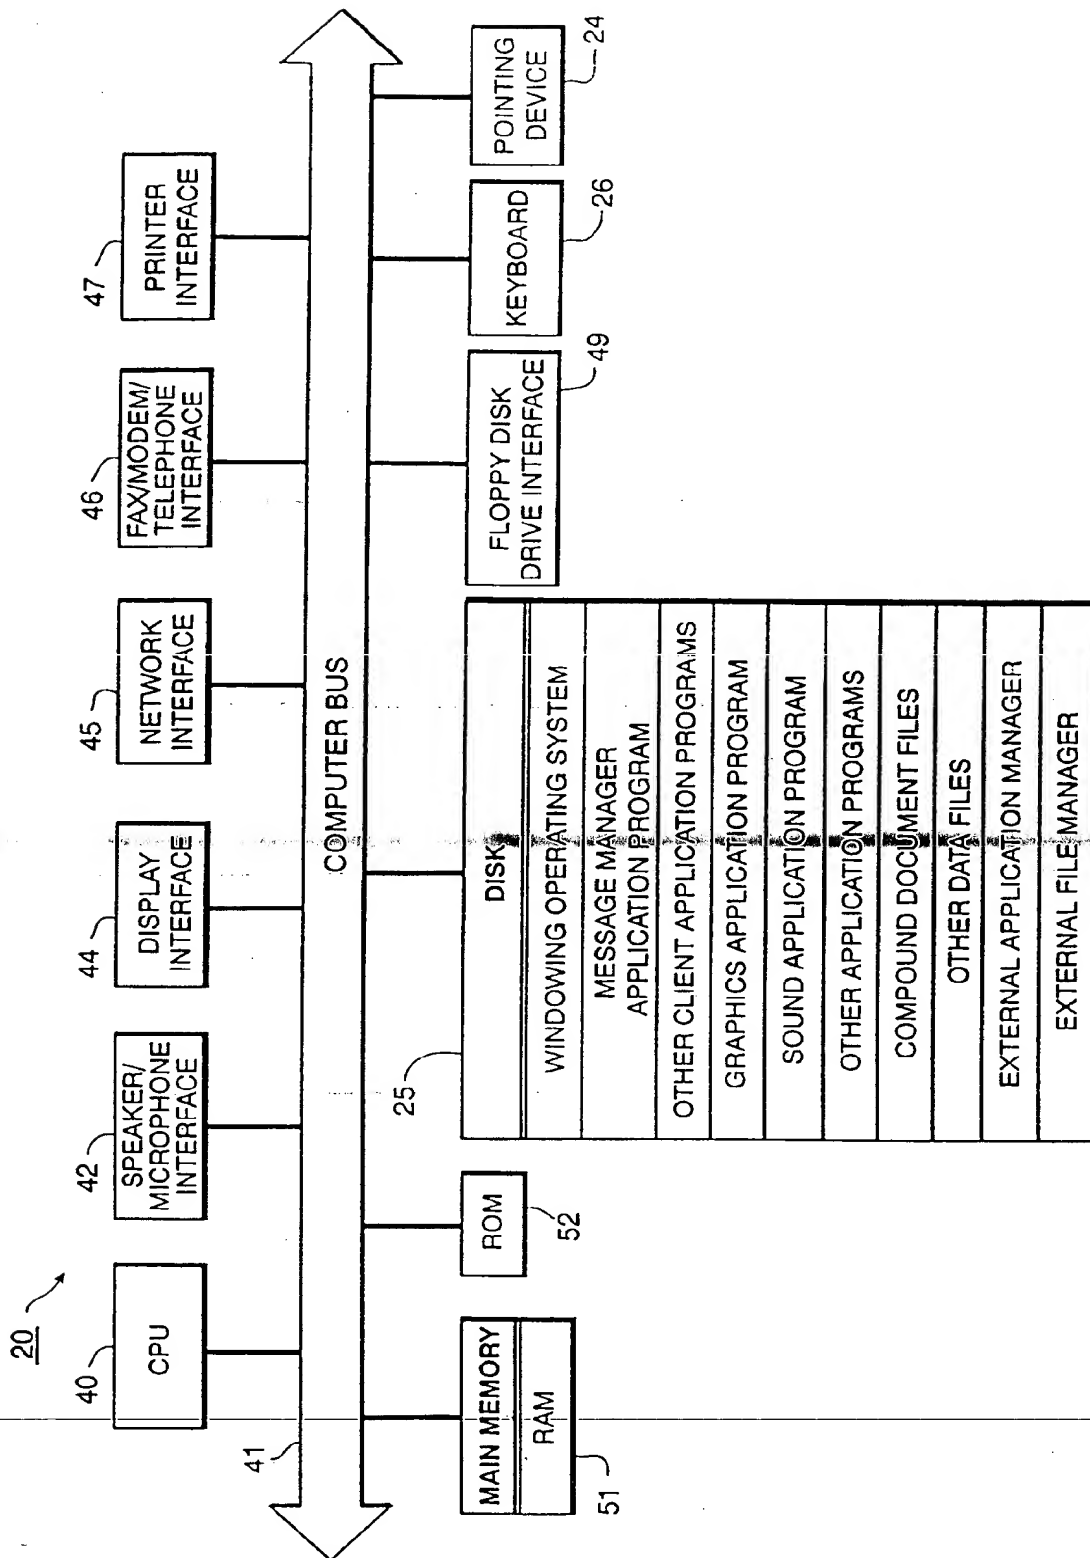 20
40
CPU
42
SPEAKER/
MICROPHONE
INTERFACE
44
DISPLAY
INTERFACE
45
NETWORK
INTERFACE
46
FAX/MODEM/
TELEPHONE
INTERFACE
47
PRINTER
INTERFACE
41
COMPUTER BUS
MAIN MEMORY
RAM
51
ROM
52
25
DISK
WINDOWING OPERATING SYSTEM
MESSAGE MANAGER
APPLICATION PROGRAM
OTHER CLIENT APPLICATION PROGRAMS
GRAPHICS APPLICATION PROGRAM
SOUND APPLICATION PROGRAM
OTHER APPLICATION PROGRAMS
COMPOUND DOCUMENT FILES
OTHER DATA FILES
EXTERNAL APPLICATION MANAGER
EXTERNAL FILE MANAGER
FLOPPY DISK
DRIVE INTERFACE
49
KEYBOARD
26
POINTING
DEVICE
24